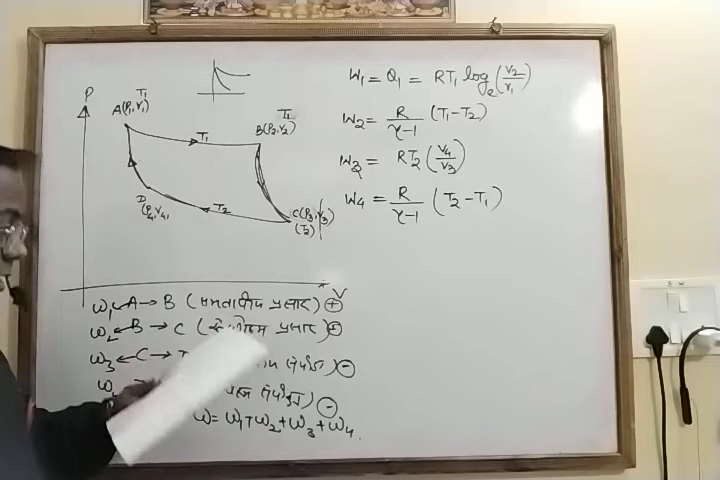 P
T₁
A(P₁,V₁)
T₁
T₁
B(P₂,V₂)
D
(P₄,V₄)
T₂
C(P₃,V₃)
(T₂)
V
W₁ = Q₁ = RT₁ logₑ(V₂/V₁)
W₂ = R/γ-1 (T₁-T₂)
W₃ = RT₂ (V₄/V₃)
W₄ = R/γ-1 (T₂-T₁)
W₁ ← A → B (समतापीय प्रसार) +
W₂ ← B → C ( प्रसार) +
W₃ ← C → -
-
W = W₁+W₂+W₃+W₄.